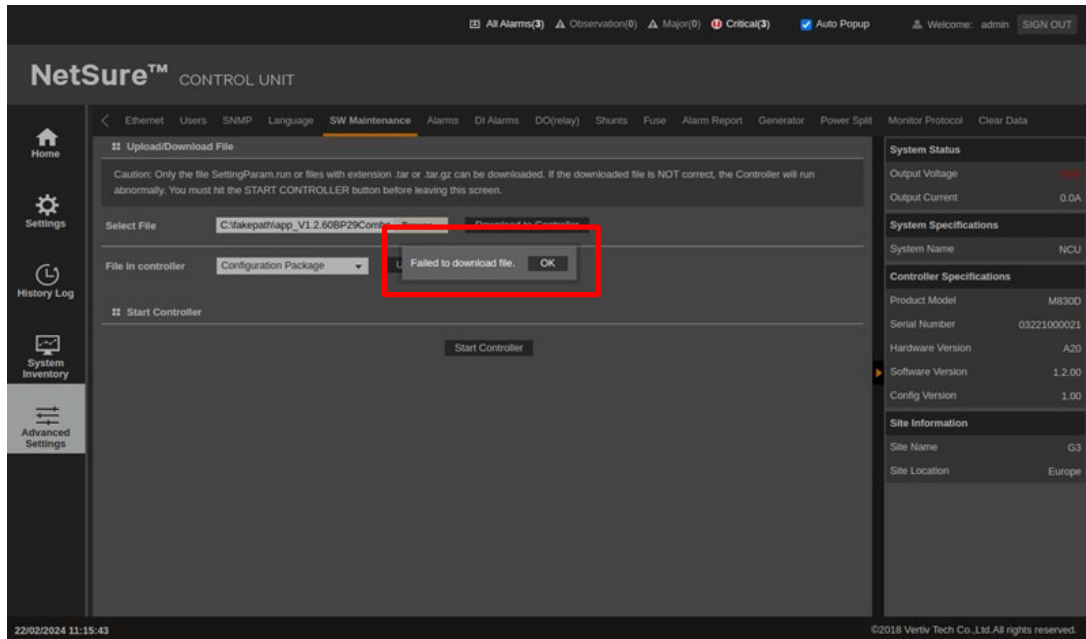 All Alarms(3) Observation(0) Major(0) Critical(3) Auto Popup Welcome: admin SIGN OUT
NetSure™ CONTROL UNIT
Ethernet Users SNMP Language SW Maintenance Alarms DI Alarms DO(relay) Shunts Fuse Alarm Report Generator Power Split Monitor Protocol Clear Data
Home
Settings
History Log
System
Inventory
Advanced
Settings
Upload/Download File
Caution: Only the file SettingParam.run or files with extension .tar or .tar.gz can be downloaded. If the downloaded file is NOT correct, the Controller will run
abnormally. You must hit the START CONTROLLER button before leaving this screen.
Select File C:\fakepath\app_V1.2.60BP29Combo Download to Controller
Failed to download file. OK
File in controller Configuration Package
Start Controller
Start Controller
System Status
Output Voltage
Output Current 0.0A
System Specifications
System Name NCU
Controller Specifications
Product Model M830D
Serial Number 03221000021
Hardware Version A20
Software Version 1.2.00
Config Version 1.00
Site Information
Site Name G3
Site Location Europe
22/02/2024 11:15:43 ©2018 Vertiv Tech Co.,Ltd.All rights reserved.